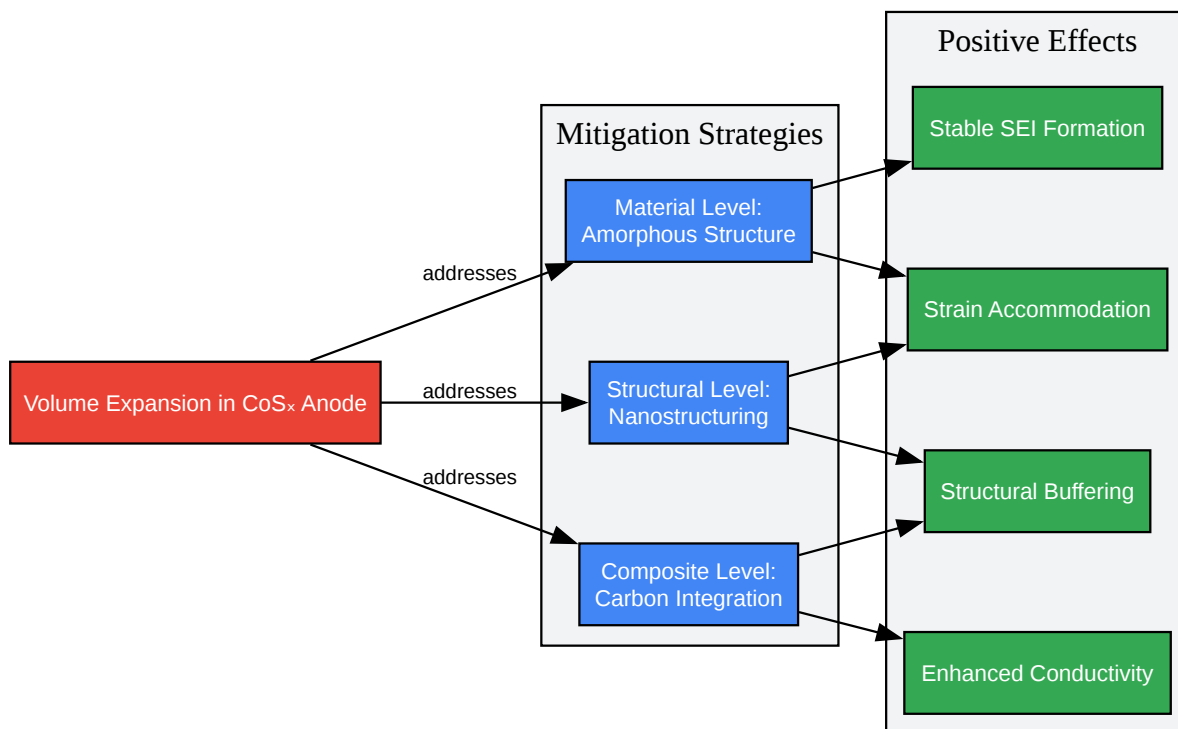 Positive Effects
Stable SEI Formation
Mitigation Strategies
Material Level:
Amorphous Structure
addresses
Strain Accommodation
Volume Expansion in CoSₓ Anode
addresses
Structural Level:
Nanostructuring
addresses
Structural Buffering
Composite Level:
Carbon Integration
Enhanced Conductivity